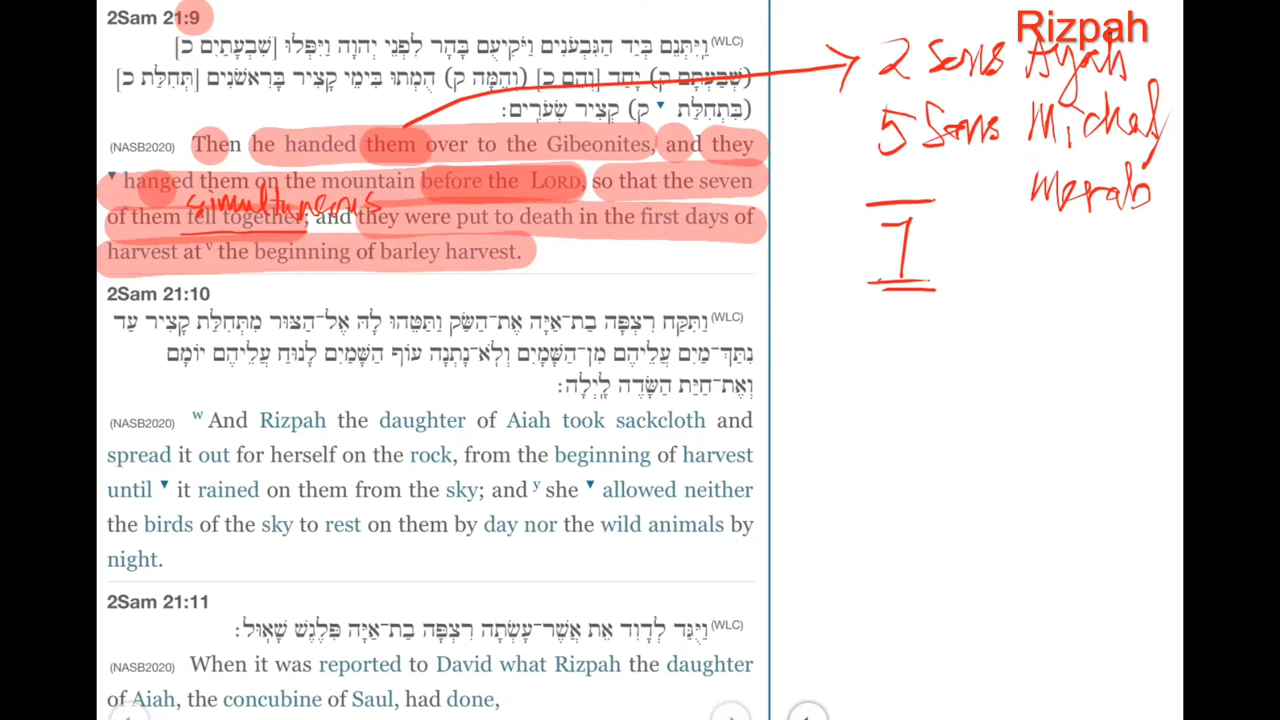 2Sam 21:9
וַֽיִּתְּנֵ֞ם בְּיַ֣ד הַגִּבְעֹנִ֗ים וַיֹּקִיעֻ֤ם בָּהָר֙ לִפְנֵ֣י יְהוָ֔ה וַיִּפְּל֥וּ [שִׁבְעָתַיִם כ] (WLC)
(שְׁבַעְתָּ֖ם ק) יָ֑חַד [וְהֵם כ] (וְהֵ֨מָּה ק) הֻמְת֜וּ בִּימֵ֤י קָצִיר֙ בָּרִ֣אשֹׁנִ֔ים [תְּחִלַּת כ]
(בִּתְחִלַּ֖ת ק) קְצִ֥יר שְׂעֹרִֽים׃
(NASB2020) Then he handed them over to the Gibeonites, and they
hanged them on the mountain before the LORD, so that the seven
simultaneous
of them fell together; and they were put to death in the first days of
harvest at v the beginning of barley harvest.
2Sam 21:10
וַתִּקַּ֣ח רִצְפָּה֩ בַת־אַיָּ֨ה אֶת־הַשַּׂ֜ק וַתַּטֵּ֨הוּ לָ֤הּ אֶל־הַצּוּר֙ מִתְּחִלַּ֣ת קָצִ֔יר עַ֛ד (WLC)
נִתַּךְ־מַ֥יִם עֲלֵיהֶ֖ם מִן־הַשָּׁמָ֑יִם וְלֹֽא־נָתְנָה֩ ע֨וֹף הַשָּׁמַ֜יִם לָנ֤וּחַ עֲלֵיהֶם֙ יוֹמָ֔ם
וְאֶת־חַיַּ֥ת הַשָּׂדֶ֖ה לָֽיְלָה׃
(NASB2020) w And Rizpah the daughter of Aiah took sackcloth and
spread it out for herself on the rock, from the beginning of harvest
until it rained on them from the sky; and y she allowed neither
the birds of the sky to rest on them by day nor the wild animals by
night.
2Sam 21:11
וַיֻּגַּ֖ד לְדָוִ֑ד אֵ֧ת אֲשֶׁר־עָשְׂתָ֛ה רִצְפָּ֥ה בַת־אַיָּ֖ה פִּלֶ֥גֶשׁ שָׁאֽוּל׃ (WLC)
(NASB2020) When it was reported to David what Rizpah the daughter
of Aiah, the concubine of Saul, had done,
Rizpah
2 Sons Ayah
5 Sons Michal
Merab
7